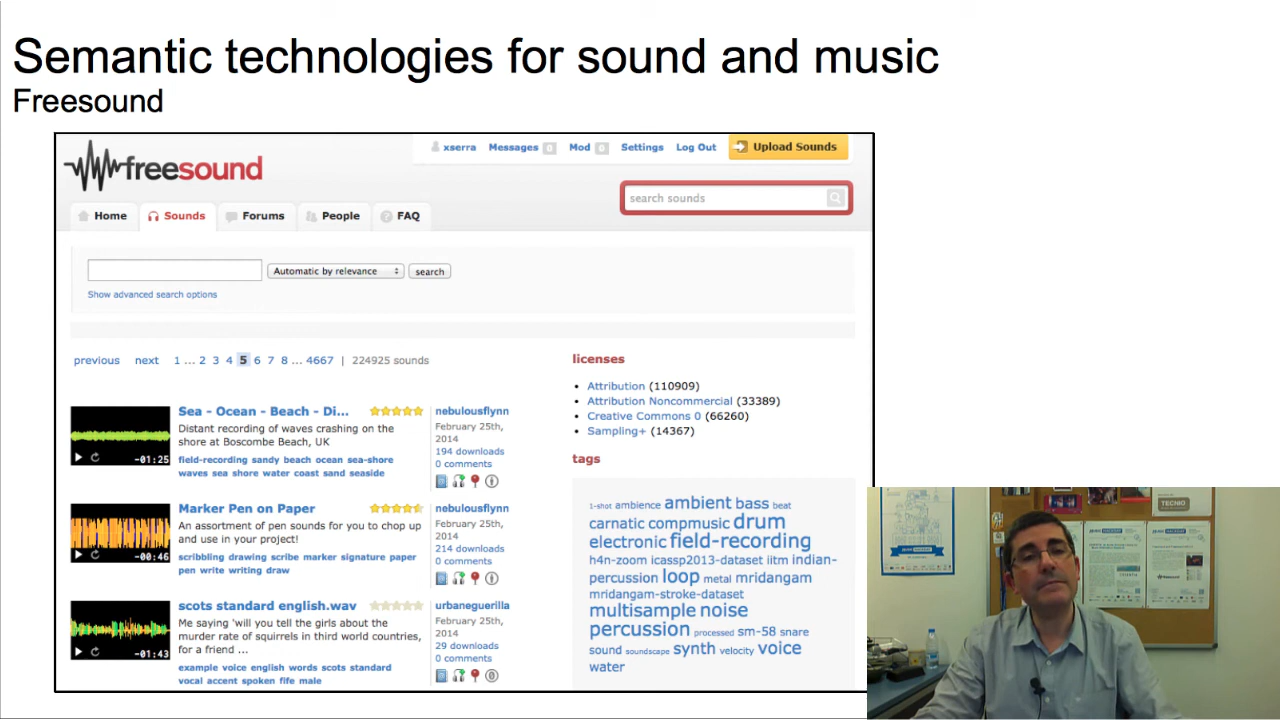 Semantic technologies for sound and music
Freesound
freesound
xserra Messages 0 Mod 0 Settings Log Out Upload Sounds
search sounds
Home Sounds Forums People FAQ
Automatic by relevance search
Show advanced search options
previous next 1 ... 2 3 4 5 6 7 8 ... 4667 | 224925 sounds
Sea - Ocean - Beach - Di...
Distant recording of waves crashing on the
shore at Boscombe Beach, UK
field-recording sandy beach ocean sea-shore
waves sea shore water coast sand seaside
-01:25
nebulousflynn
February 25th,
2014
194 downloads
0 comments
Marker Pen on Paper
An assortment of pen sounds for you to chop up
and use in your project!
scribbling drawing scribe marker signature paper
pen write writing draw
-00:46
nebulousflynn
February 25th,
2014
214 downloads
0 comments
scots standard english.wav
Me saying 'will you tell the girls about the
murder rate of squirrels in third world countries,
for a friend ...
example voice english words scots standard
vocal accent spoken fife male
-01:43
urbaneguerilla
February 25th,
2014
29 downloads
0 comments
licenses
• Attribution (110909)
• Attribution Noncommercial (33389)
• Creative Commons 0 (66260)
• Sampling+ (14367)
tags
1-shot ambience ambient bass beat
carnatic compmusic drum
electronic field-recording
h4n-zoom icassp2013-dataset iitm indian-
percussion loop metal mridangam
mridangam-stroke-dataset
multisample noise
percussion processed sm-58 snare
sound soundscape synth velocity voice
water
TECNIO